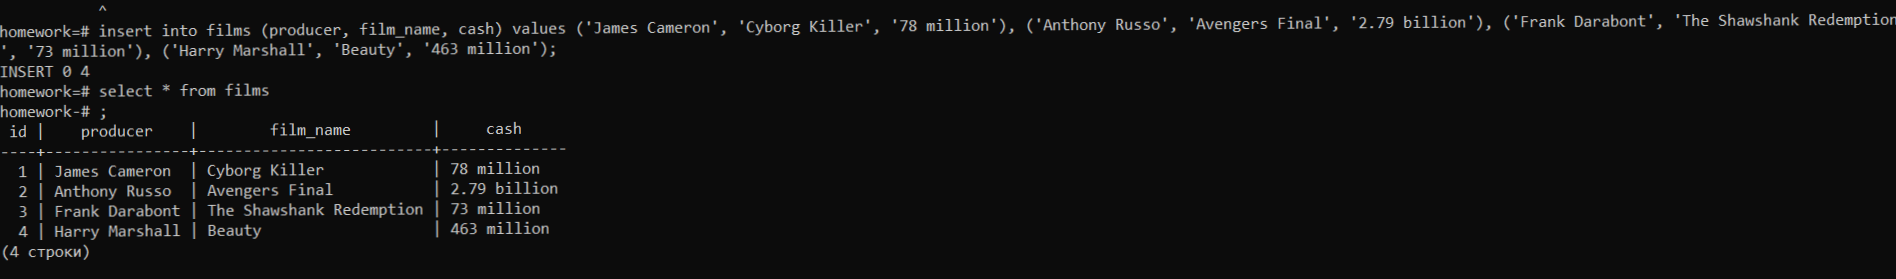 ^
homework=# insert into films (producer, film_name, cash) values ('James Cameron', 'Cyborg Killer', '78 million'), ('Anthony Russo', 'Avengers Final', '2.79 billion'), ('Frank Darabont', 'The Shawshank Redemption
', '73 million'), ('Harry Marshall', 'Beauty', '463 million');
INSERT 0 4
homework=# select * from films
homework-# ;
 id |    producer    |        film_name         |     cash
----+----------------+--------------------------+--------------
  1 | James Cameron  | Cyborg Killer            | 78 million
  2 | Anthony Russo  | Avengers Final           | 2.79 billion
  3 | Frank Darabont | The Shawshank Redemption | 73 million
  4 | Harry Marshall | Beauty                   | 463 million
(4 строки)